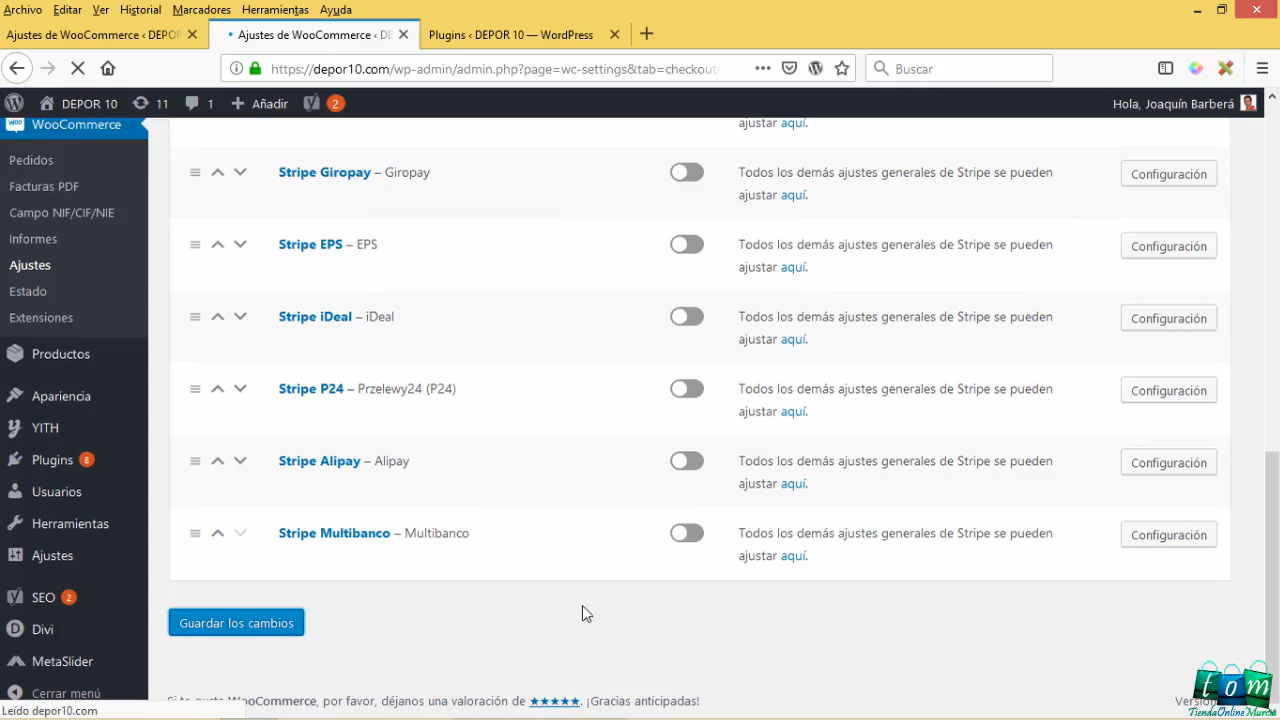 Archivo Editar Ver Historial Marcadores Herramientas Ayuda
Ajustes de WooCommerce ‹ DEPOR Ajustes de WooCommerce ‹ DE Plugins ‹ DEPOR 10 — WordPress
https://depor10.com/wp-admin/admin.php?page=wc-settings&tab=checkout Buscar
DEPOR 10 11 1 Añadir 2 Hola, Joaquín Barberá
WooCommerce
Pedidos
Facturas PDF
Campo NIF/CIF/NIE
Informes
Ajustes
Estado
Extensiones
Productos
Apariencia
YITH
Plugins 8
Usuarios
Herramientas
Ajustes
SEO 2
Divi
MetaSlider
Cerrar menú
Leído depor10.com
ajustar aquí.
Stripe Giropay – Giropay Todos los demás ajustes generales de Stripe se pueden Configuración
ajustar aquí.
Stripe EPS – EPS Todos los demás ajustes generales de Stripe se pueden Configuración
ajustar aquí.
Stripe iDeal – iDeal Todos los demás ajustes generales de Stripe se pueden Configuración
ajustar aquí.
Stripe P24 – Przelewy24 (P24) Todos los demás ajustes generales de Stripe se pueden Configuración
ajustar aquí.
Stripe Alipay – Alipay Todos los demás ajustes generales de Stripe se pueden Configuración
ajustar aquí.
Stripe Multibanco – Multibanco Todos los demás ajustes generales de Stripe se pueden Configuración
ajustar aquí.
Guardar los cambios
Si te gusta WooCommerce, por favor, déjanos una valoración de ★★★★★. ¡Gracias anticipadas!
tom
TiendaOnlineMurcia